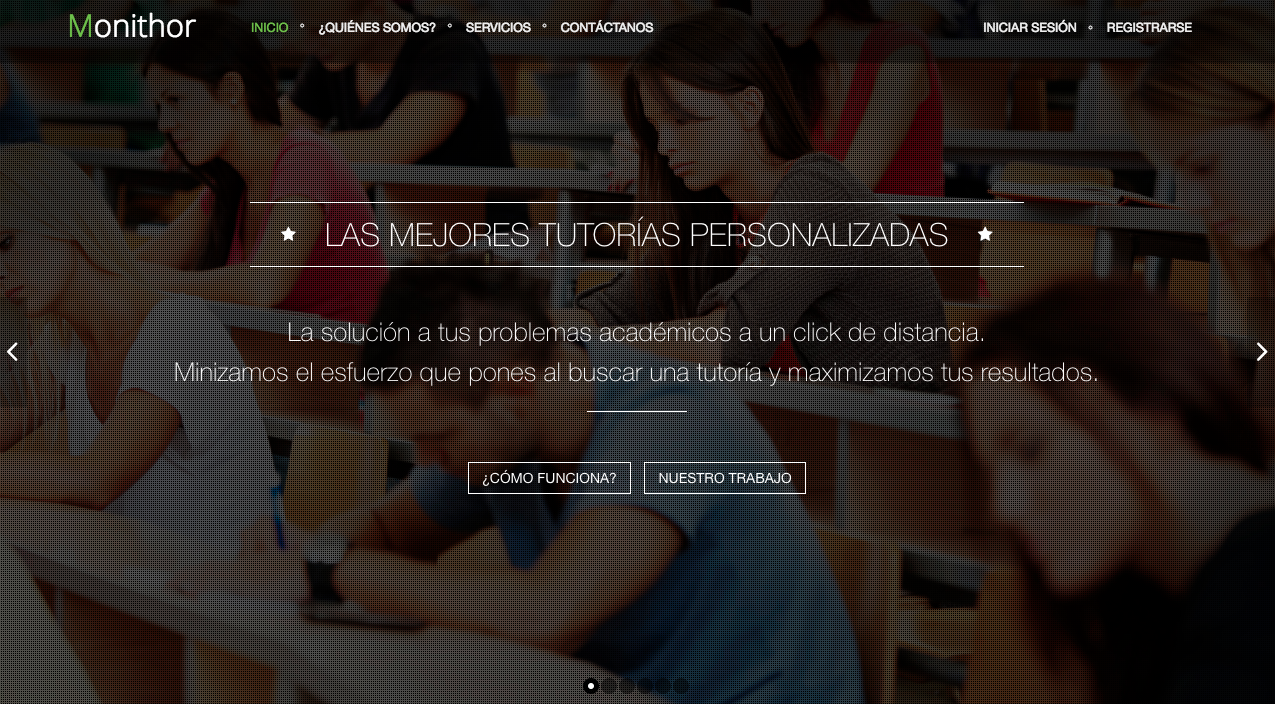 Monithor
INICIO
¿QUIÉNES SOMOS?
SERVICIOS
CONTÁCTANOS
INICIAR SESIÓN
REGISTRARSE
LAS MEJORES TUTORÍAS PERSONALIZADAS
La solución a tus problemas académicos a un click de distancia.
Minizamos el esfuerzo que pones al buscar una tutoría y maximizamos tus resultados.
¿CÓMO FUNCIONA?
NUESTRO TRABAJO